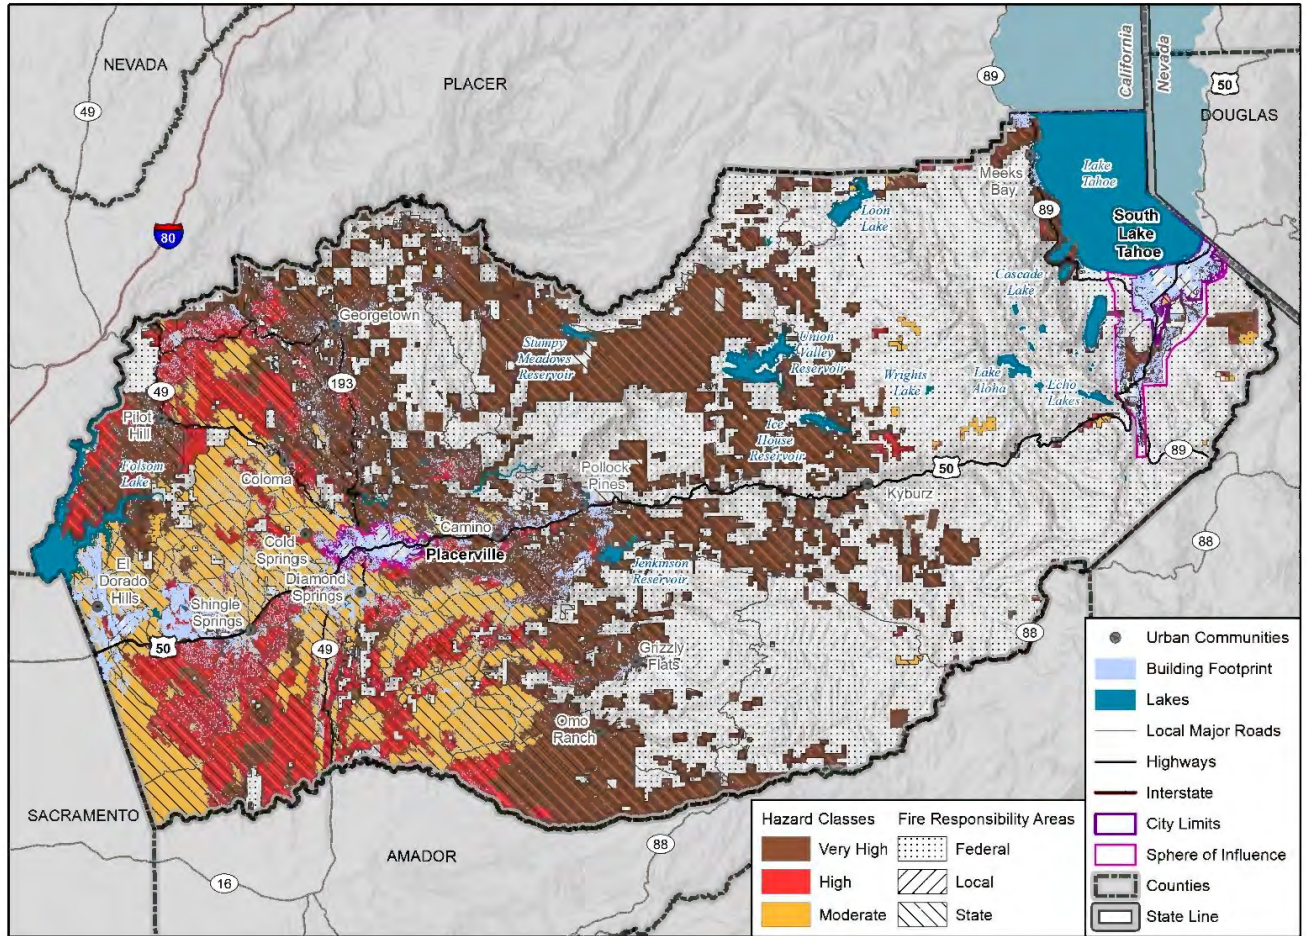 NEVADA
49
PLACER
89
California
Nevada
50
DOUGLAS
80
Meeks
Bay
Lake
Tahoe
89
South
Lake
Tahoe
Loon
Lake
Cascade
Lake
Georgetown
Stumpy
Meadows
Reservoir
Union
Valley
Reservoir
Wrights
Lake
Lake
Aloha
Echo
Lakes
193
49
Pilot
Hill
Folsom
Lake
Coloma
Ice
House
Reservoir
50
89
Pollock
Pines
Kyburz
Camino
Placerville
Cold
Springs
Diamond
Springs
Jenkinson
Reservoir
88
El
Dorado
Hills
Shingle
Springs
50
49
Grizzly
Flats
88
Omo
Ranch
SACRAMENTO
AMADOR
88
16
Hazard Classes
Very High
High
Moderate
Fire Responsibility Areas
Federal
Local
State
Urban Communities
Building Footprint
Lakes
Local Major Roads
Highways
Interstate
City Limits
Sphere of Influence
Counties
State Line